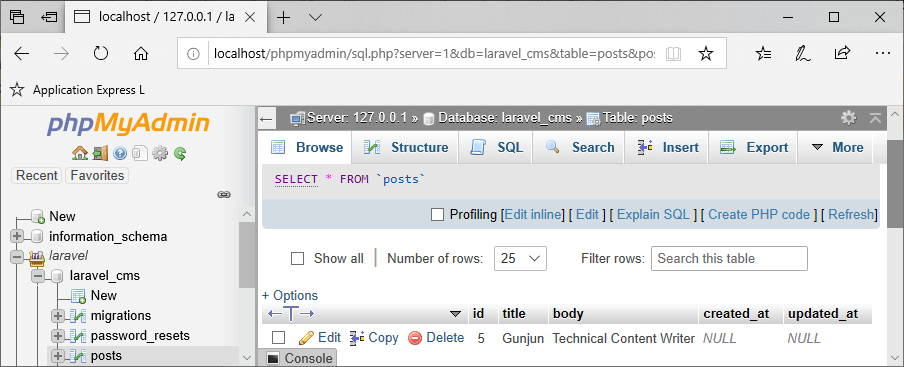 localhost / 127.0.0.1 / la
localhost/phpmyadmin/sql.php?server=1&db=laravel_cms&table=posts&pos
Application Express L
phpMyAdmin
Recent Favorites
New
information_schema
laravel
laravel_cms
New
migrations
password_resets
posts
Server: 127.0.0.1 » Database: laravel_cms » Table: posts
Browse Structure SQL Search Insert Export More
SELECT * FROM `posts`
Profiling [Edit inline] [ Edit ] [ Explain SQL ] [ Create PHP code ] [ Refresh]
Show all Number of rows: 25 Filter rows: Search this table
+ Options
←T→ id title body created_at updated_at
Edit Copy Delete 5 Gunjun Technical Content Writer NULL NULL
Console